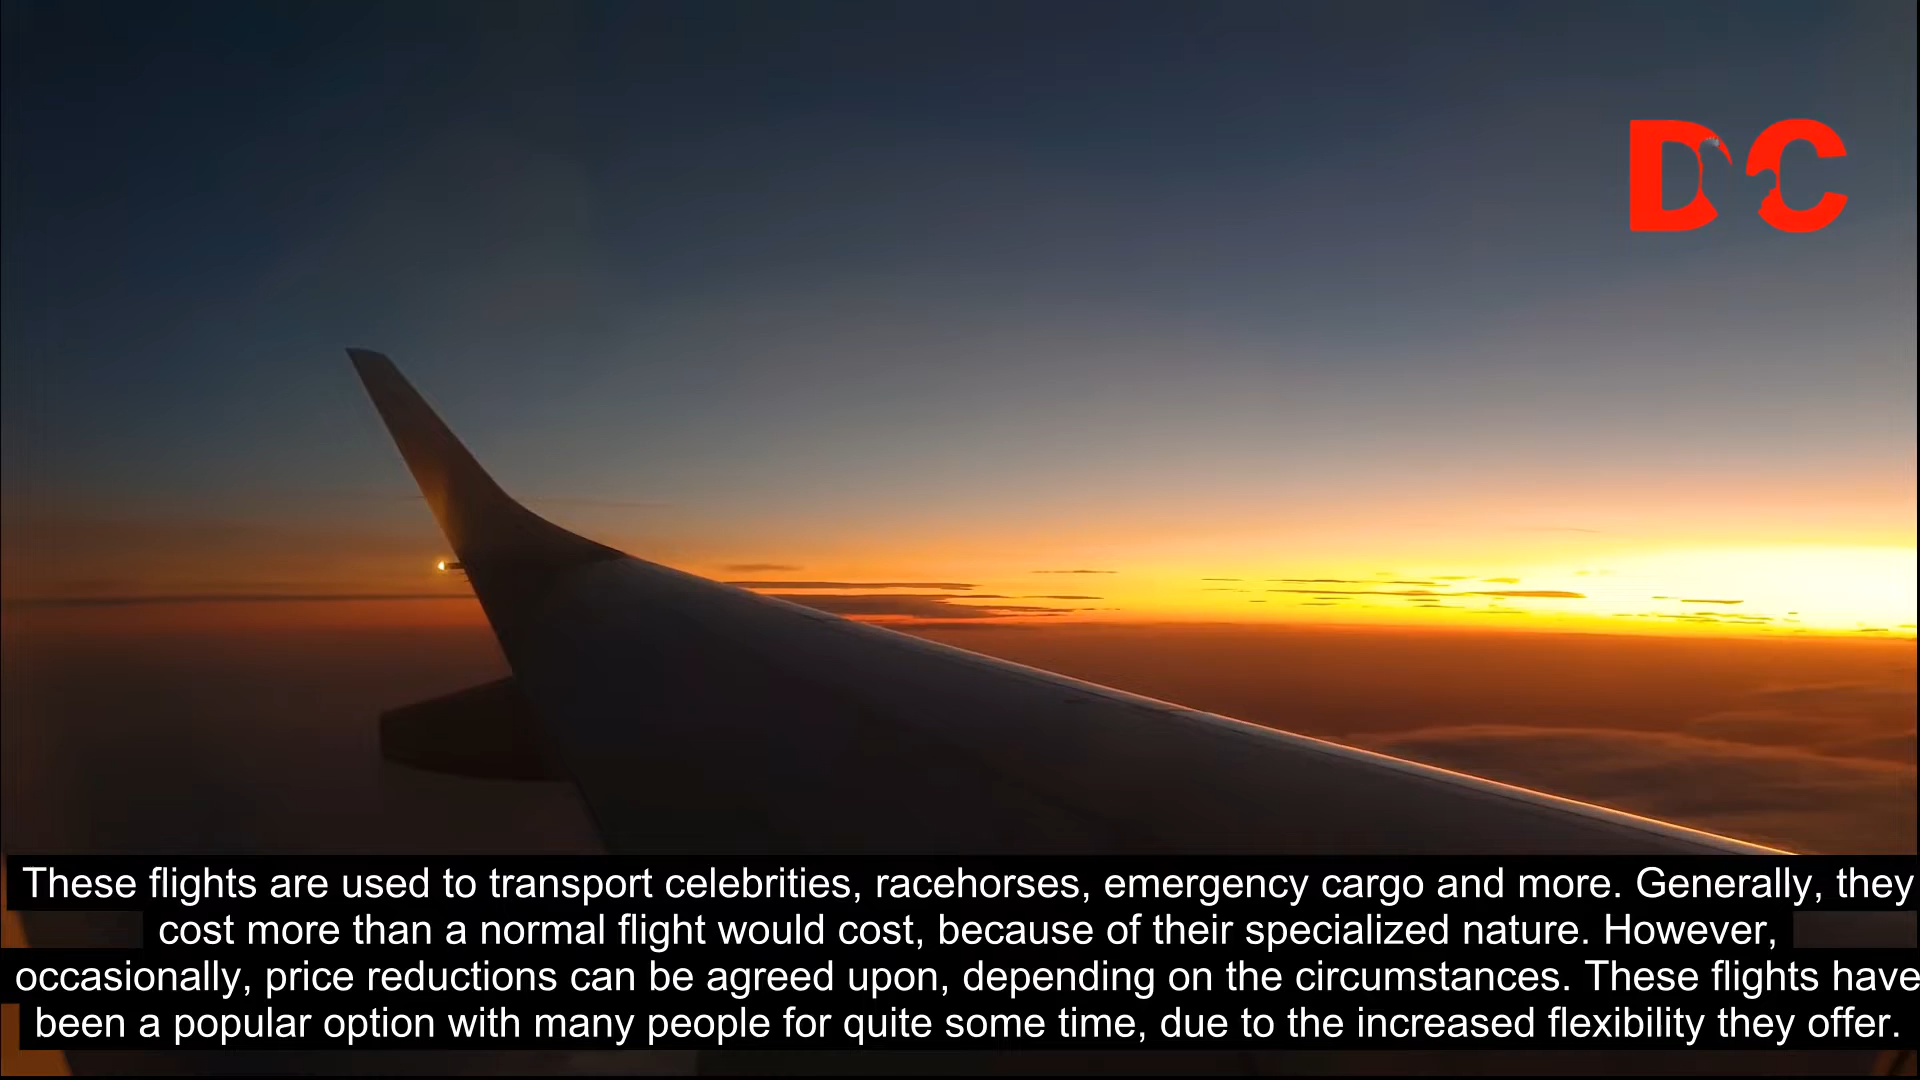 DC
These flights are used to transport celebrities, racehorses, emergency cargo and more. Generally, they
cost more than a normal flight would cost, because of their specialized nature. However,
occasionally, price reductions can be agreed upon, depending on the circumstances. These flights have
been a popular option with many people for quite some time, due to the increased flexibility they offer.